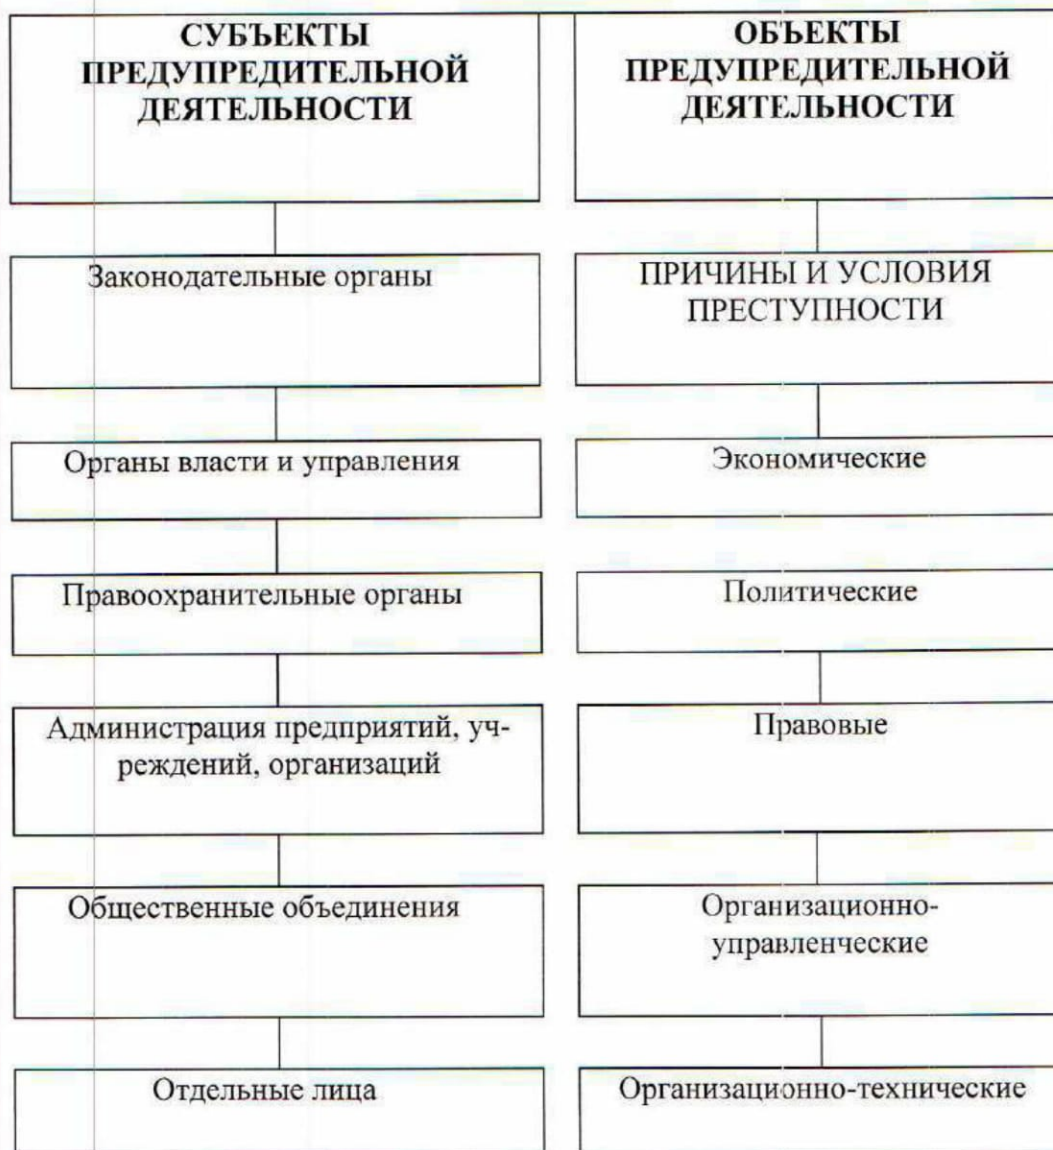 СУБЪЕКТЫ
ПРЕДУПРЕДИТЕЛЬНОЙ
ДЕЯТЕЛЬНОСТИ
Законодательные органы
Органы власти и управления
Правоохранительные органы
Администрация предприятий, уч-
реждений, организаций
Общественные объединения
Отдельные лица
ОБЪЕКТЫ
ПРЕДУПРЕДИТЕЛЬНОЙ
ДЕЯТЕЛЬНОСТИ
ПРИЧИНЫ И УСЛОВИЯ
ПРЕСТУПНОСТИ
Экономические
Политические
Правовые
Организационно-
управленческие
Организационно-технические